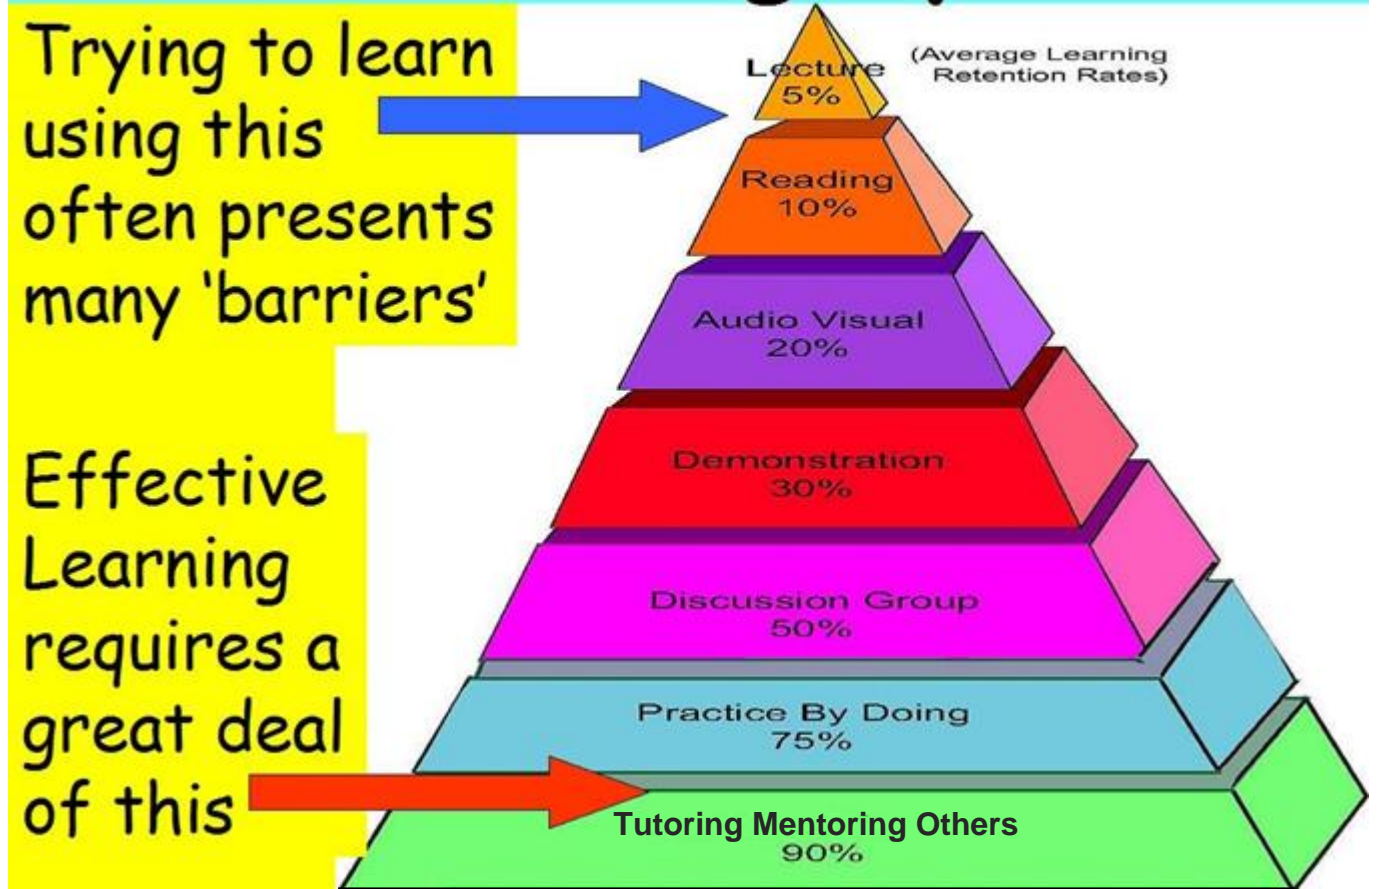 Trying to learn
using this
often presents
many ‘barriers’
(Average Learning
Retention Rates)
Lecture
5%
Reading
10%
Audio Visual
20%
Demonstration
30%
Discussion Group
50%
Practice By Doing
75%
Effective
Learning
requires a
great deal
of this
Tutoring Mentoring Others
90%